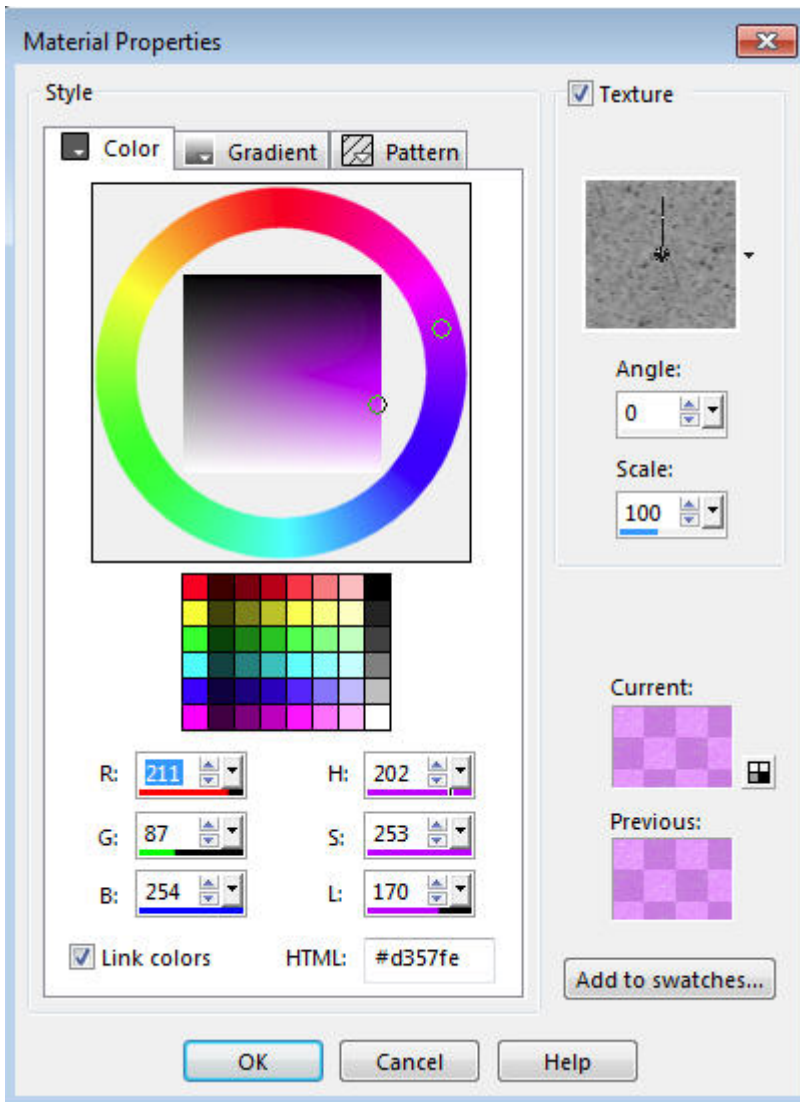 Material Properties
Style
Texture
Color Gradient Pattern
Angle:
0
Scale:
100
R: 211 H: 202
G: 87 S: 253
B: 254 L: 170
Link colors HTML: #d357fe
Current:
Previous:
Add to swatches...
OK Cancel Help